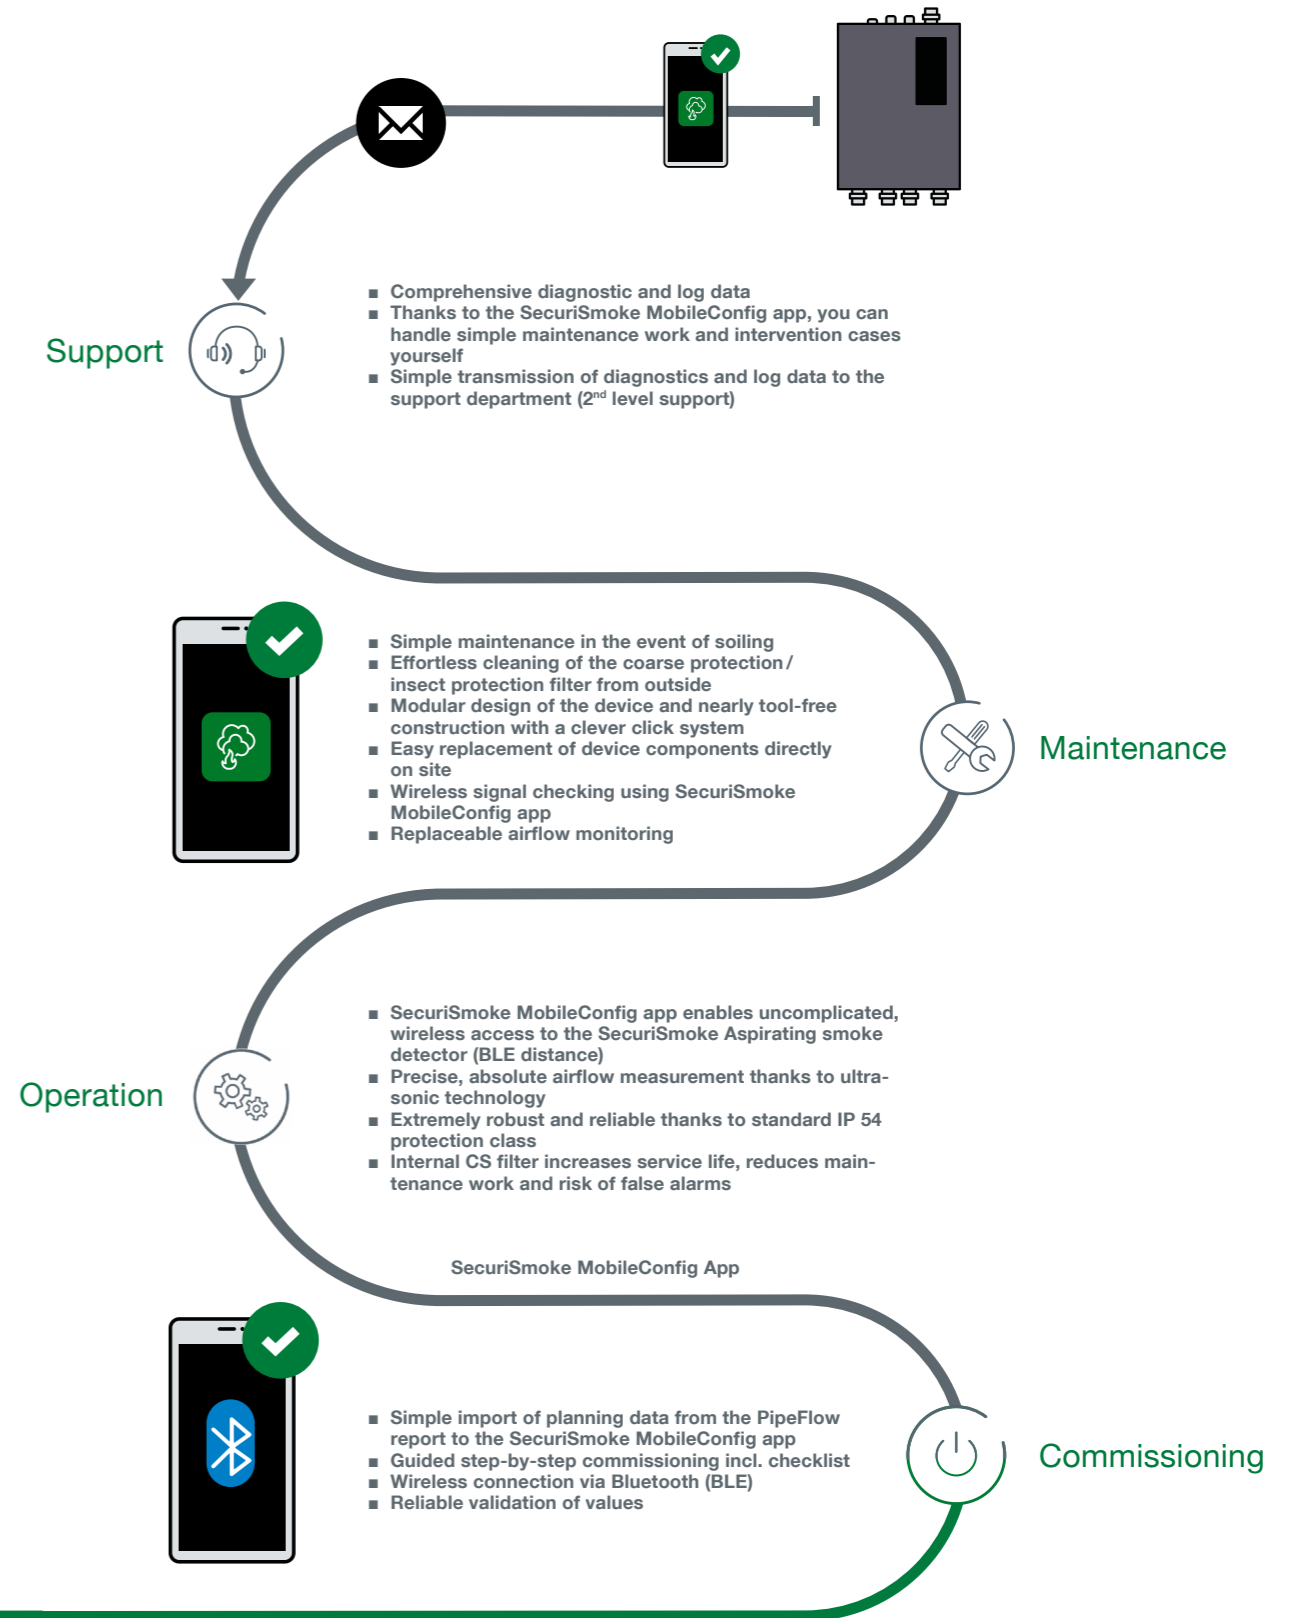 Support
■ Comprehensive diagnostic and log data
■ Thanks to the SecuriSmoke MobileConfig app, you can
handle simple maintenance work and intervention cases
yourself
■ Simple transmission of diagnostics and log data to the
support department (2nd level support)
■ Simple maintenance in the event of soiling
■ Effortless cleaning of the coarse protection/
insect protection filter from outside
■ Modular design of the device and nearly tool-free
construction with a clever click system
■ Easy replacement of device components directly
on site
■ Wireless signal checking using SecuriSmoke
MobileConfig app
■ Replaceable airflow monitoring
Maintenance
Operation
■ SecuriSmoke MobileConfig app enables uncomplicated,
wireless access to the SecuriSmoke Aspirating smoke
detector (BLE distance)
■ Precise, absolute airflow measurement thanks to ultra-
sonic technology
■ Extremely robust and reliable thanks to standard IP 54
protection class
■ Internal CS filter increases service life, reduces main-
tenance work and risk of false alarms
SecuriSmoke MobileConfig App
■ Simple import of planning data from the PipeFlow
report to the SecuriSmoke MobileConfig app
■ Guided step-by-step commissioning incl. checklist
■ Wireless connection via Bluetooth (BLE)
■ Reliable validation of values
Commissioning